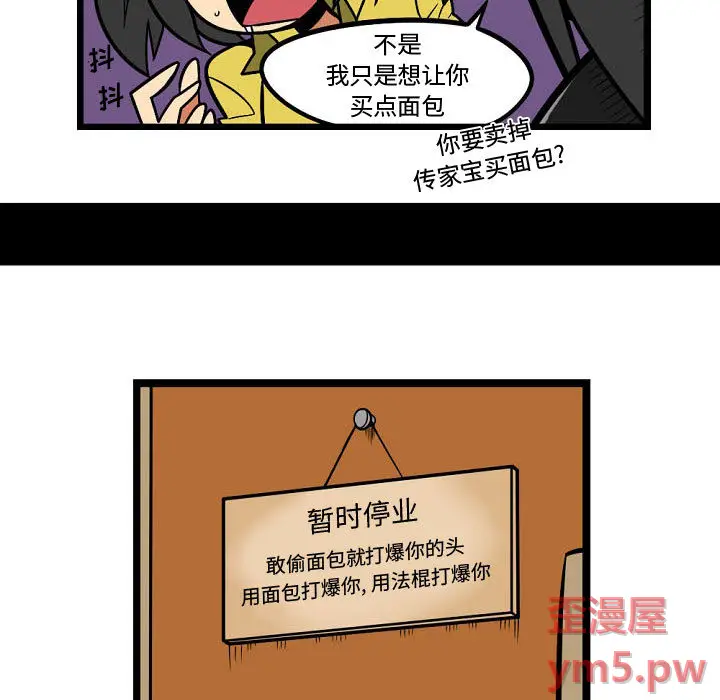 抖
抖
不是
我只是想让你
买点面包
你要卖掉
传家宝买面包?
暂时停业
敢偷面包就打爆你的头
用面包打爆你,用法棍打爆你
歪漫屋
ym5.pw